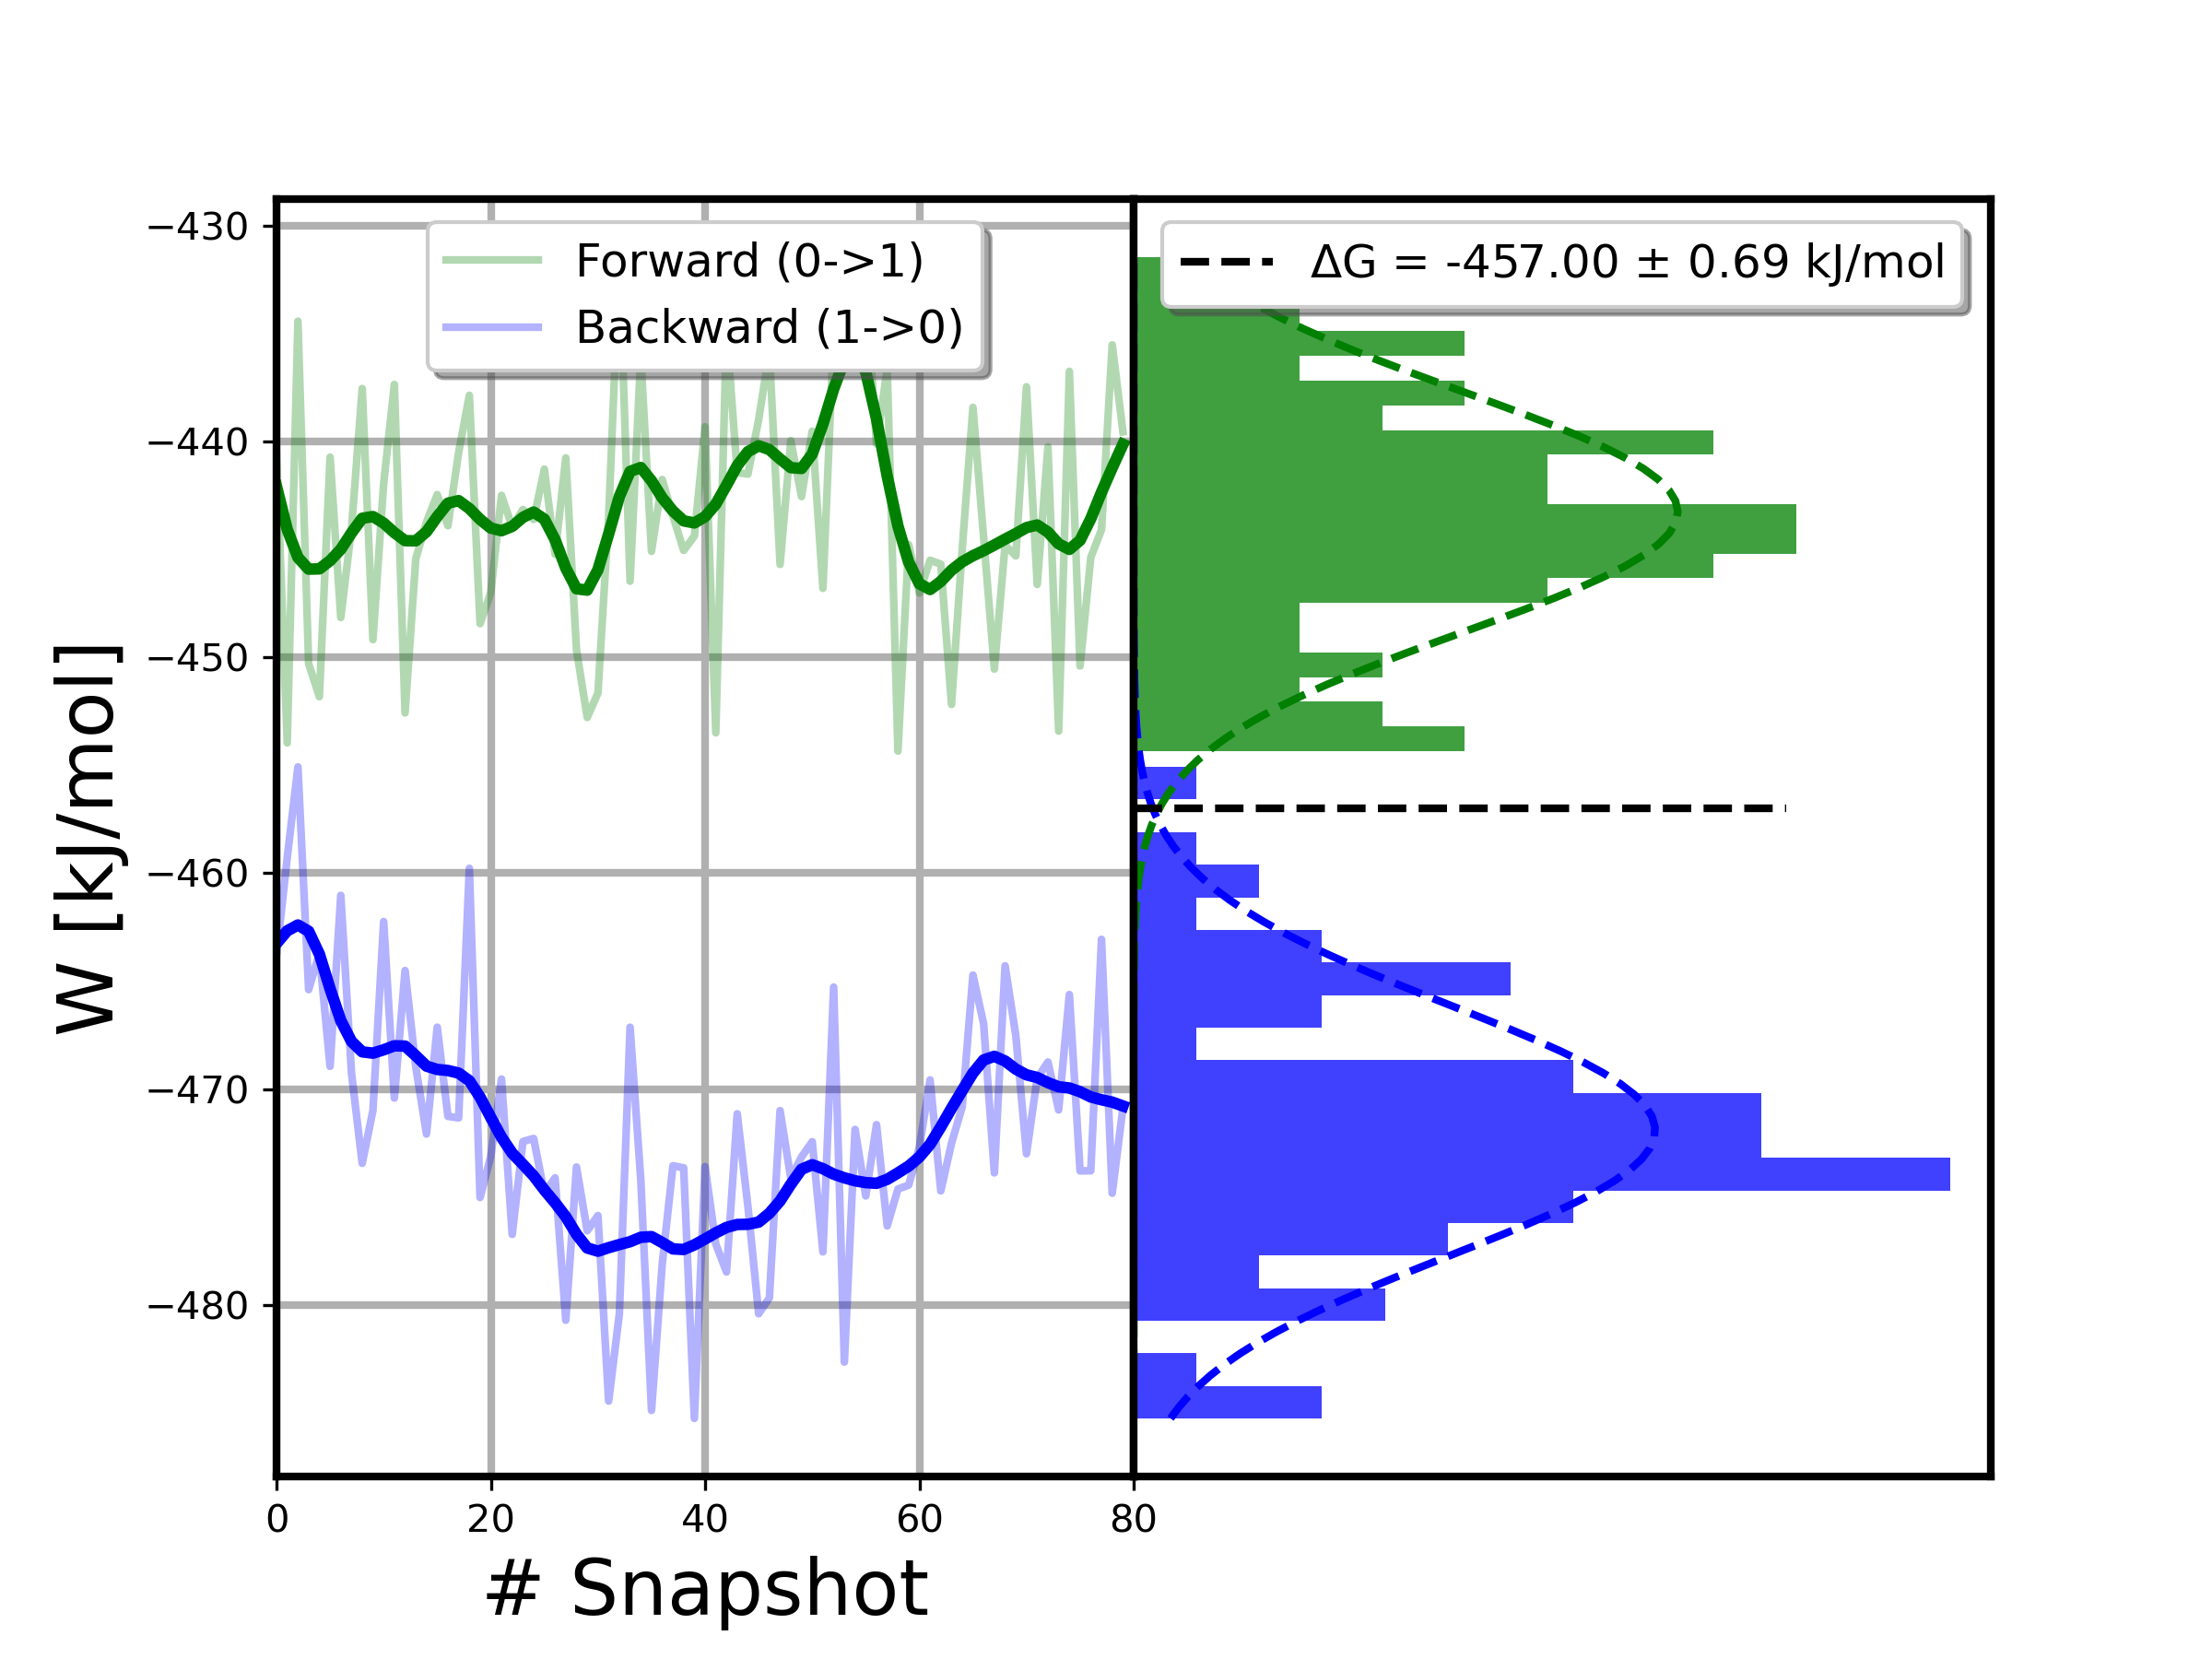 Forward (0->1)
Backward (1->0)
ΔG = -457.00 ± 0.69 kJ/mol
−430
−440
−450
−460
−470
−480
W [kJ/mol]
0 20 40 60 80
# Snapshot